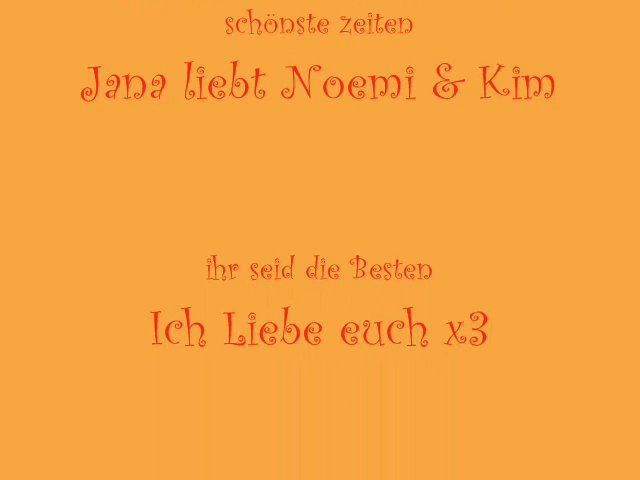 schönste zeiten
Jana liebt Noemi & Kim
ihr seid die Besten
Ich Liebe euch x3